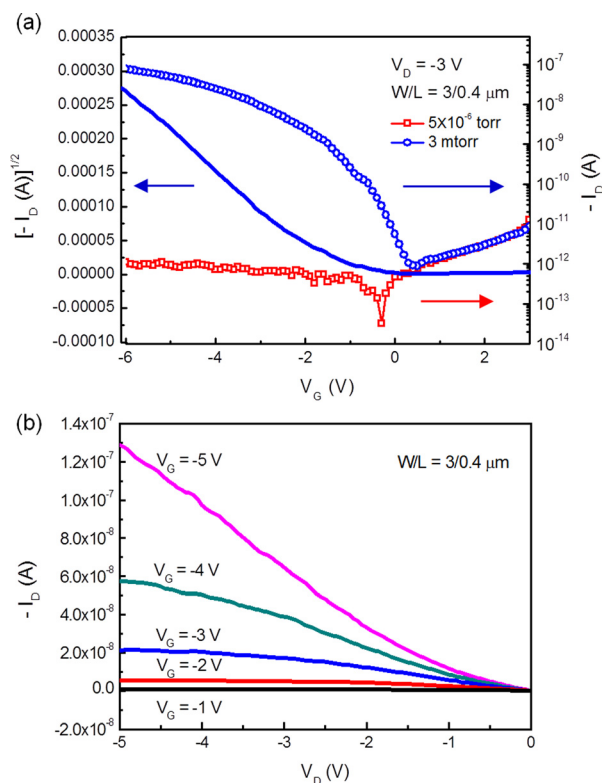 (a)
0.00035
0.00030
0.00025
0.00020
0.00015
0.00010
0.00005
0.00000
-0.00005
-0.00010
[- I_D (A)]^1/2
V_D = -3 V
W/L = 3/0.4 μm
5X10^-6 torr
3 mtorr
10^-6
10^-7
10^-8
10^-9
10^-10
10^-11
10^-12
10^-13
10^-14
- I_D (A)
-6 -4 -2 0 2
V_G (V)
(b)
1.4x10^-7
1.2x10^-7
1.0x10^-7
8.0x10^-8
6.0x10^-8
4.0x10^-8
2.0x10^-8
0.0
-2.0x10^-8
- I_D (A)
W/L = 3/0.4 μm
V_G = -5 V
V_G = -4 V
V_G = -3 V
V_G = -2 V
V_G = -1 V
-5 -4 -3 -2 -1 0
V_D (V)